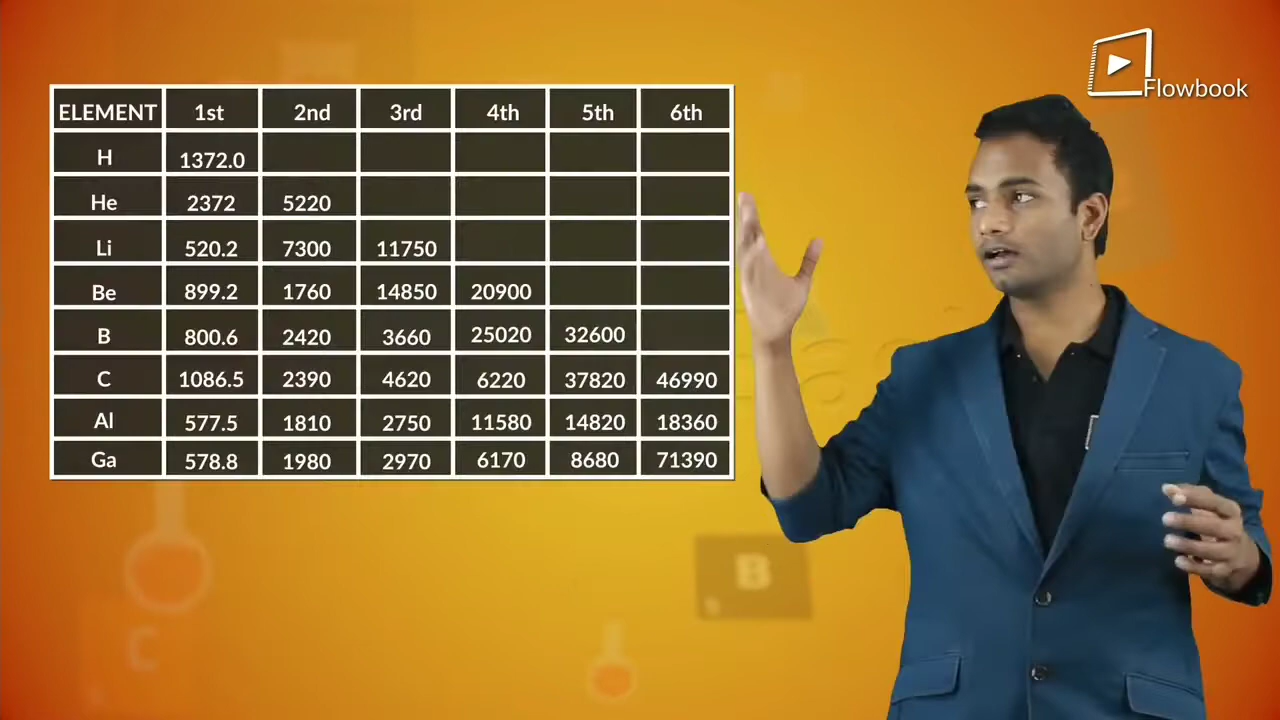 Flowbook
ELEMENT 1st 2nd 3rd 4th 5th 6th
H 1372.0
He 2372 5220
Li 520.2 7300 11750
Be 899.2 1760 14850 20900
B 800.6 2420 3660 25020 32600
C 1086.5 2390 4620 6220 37820 46990
Al 577.5 1810 2750 11580 14820 18360
Ga 578.8 1980 2970 6170 8680 71390
B
C